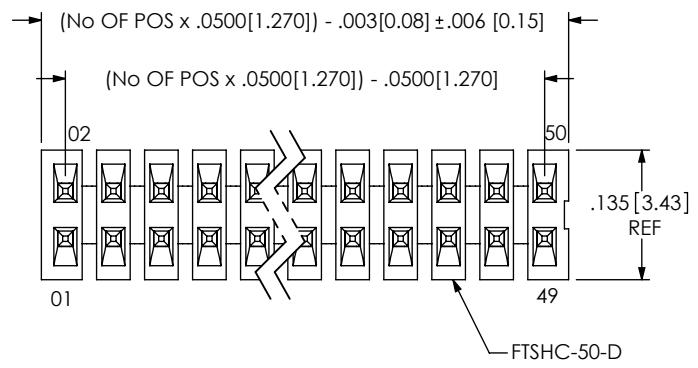 (No OF POS x .0500[1.270]) - .003[0.08] ±.006 [0.15]
(No OF POS x .0500[1.270]) - .0500[1.270]
02
50
.135 [3.43]
REF
01
49
FTSHC-50-D